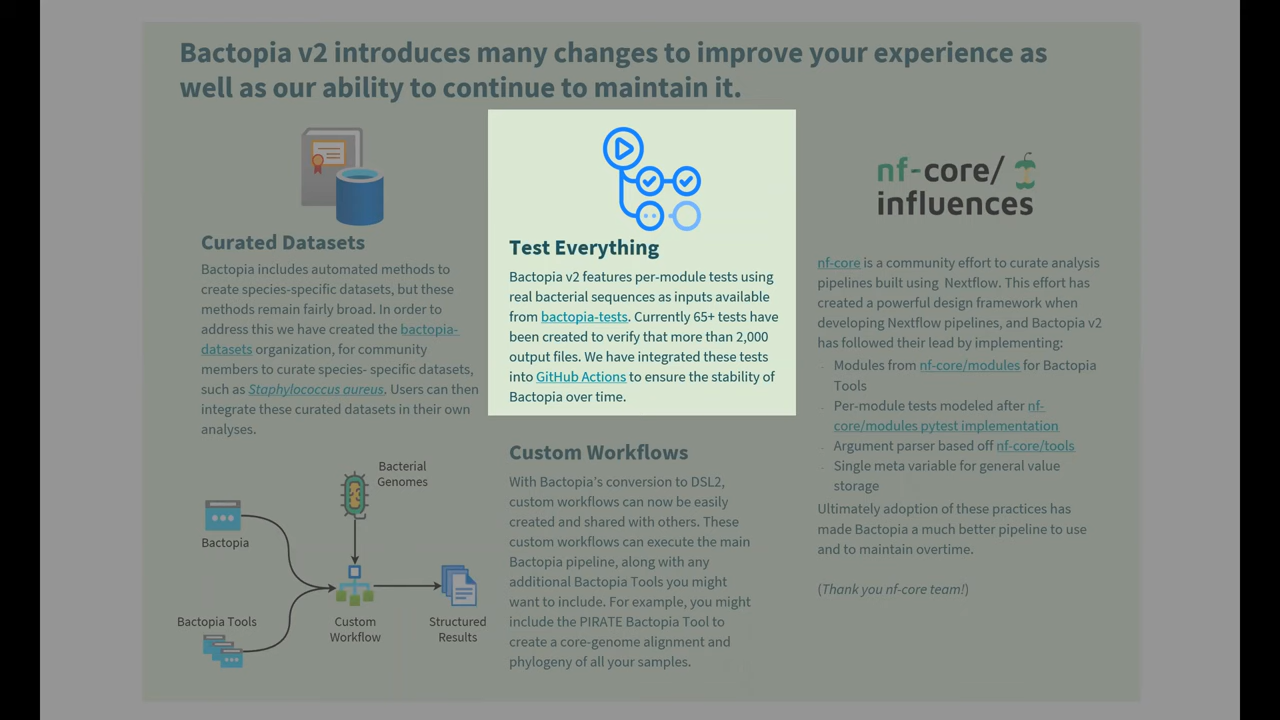 Bactopia v2 introduces many changes to improve your experience as
well as our ability to continue to maintain it.
Curated Datasets
Bactopia includes automated methods to
create species-specific datasets, but these
methods remain fairly broad. In order to
address this we have created the bactopia-
datasets organization, for community
members to curate species- specific datasets,
such as Staphylococcus aureus. Users can then
integrate these curated datasets in their own
analyses.
Bacterial
Genomes
Bactopia
Bactopia Tools
Custom
Workflow
Structured
Results
Test Everything
Bactopia v2 features per-module tests using
real bacterial sequences as inputs available
from bactopia-tests. Currently 65+ tests have
been created to verify that more than 2,000
output files. We have integrated these tests
into GitHub Actions to ensure the stability of
Bactopia over time.
Custom Workflows
With Bactopia's conversion to DSL2,
custom workflows can now be easily
created and shared with others. These
custom workflows can execute the main
Bactopia pipeline, along with any
additional Bactopia Tools you might
want to include. For example, you might
include the PIRATE Bactopia Tool to
create a core-genome alignment and
phylogeny of all your samples.
nf-core/
influences
nf-core is a community effort to curate analysis
pipelines built using Nextflow. This effort has
created a powerful design framework when
developing Nextflow pipelines, and Bactopia v2
has followed their lead by implementing:
- Modules from nf-core/modules for Bactopia
Tools
- Per-module tests modeled after nf-
core/modules pytest implementation
- Argument parser based off nf-core/tools
- Single meta variable for general value
storage
Ultimately adoption of these practices has
made Bactopia a much better pipeline to use
and to maintain overtime.
(Thank you nf-core team!)